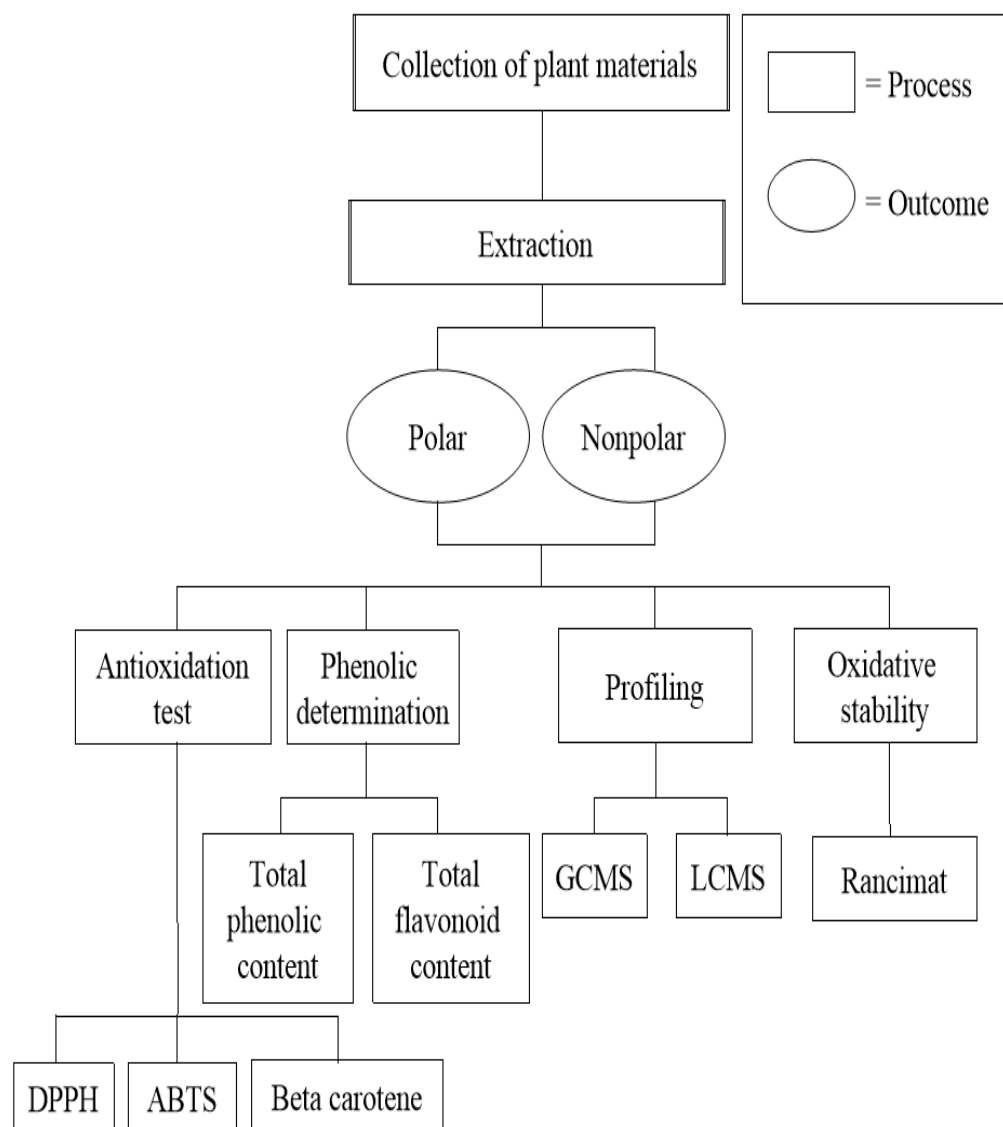 Collection of plant materials
= Process
= Outcome
Extraction
Polar
Nonpolar
Antioxidation
test
Phenolic
determination
Profiling
Oxidative
stability
Total
phenolic
content
Total
flavonoid
content
GCMS
LCMS
Rancimat
DPPH
ABTS
Beta carotene